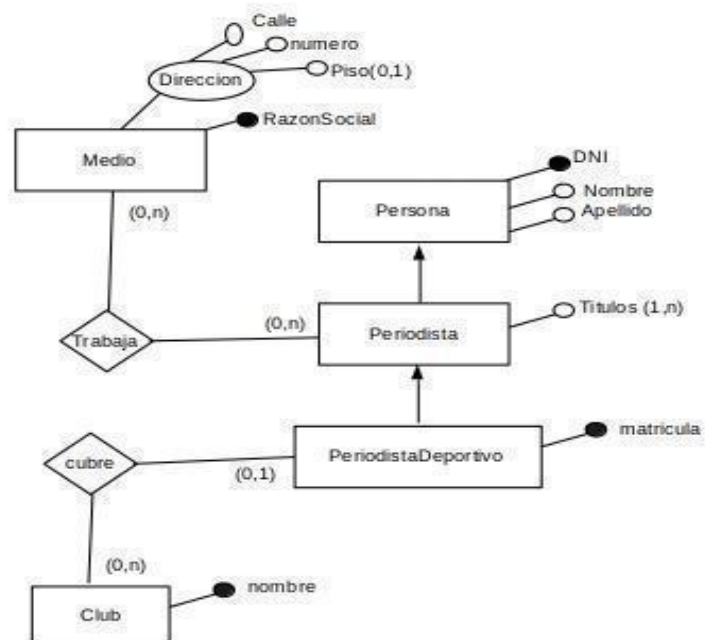 Calle
numero
Direccion
Piso(0,1)
RazonSocial
Medio
DNI
(0,n)
Persona
Nombre
Apellido
(0,n)
Titulos (1,n)
Trabaja
Periodista
matricula
cubre
PeriodistaDeportivo
(0,1)
(0,n)
nombre
Club